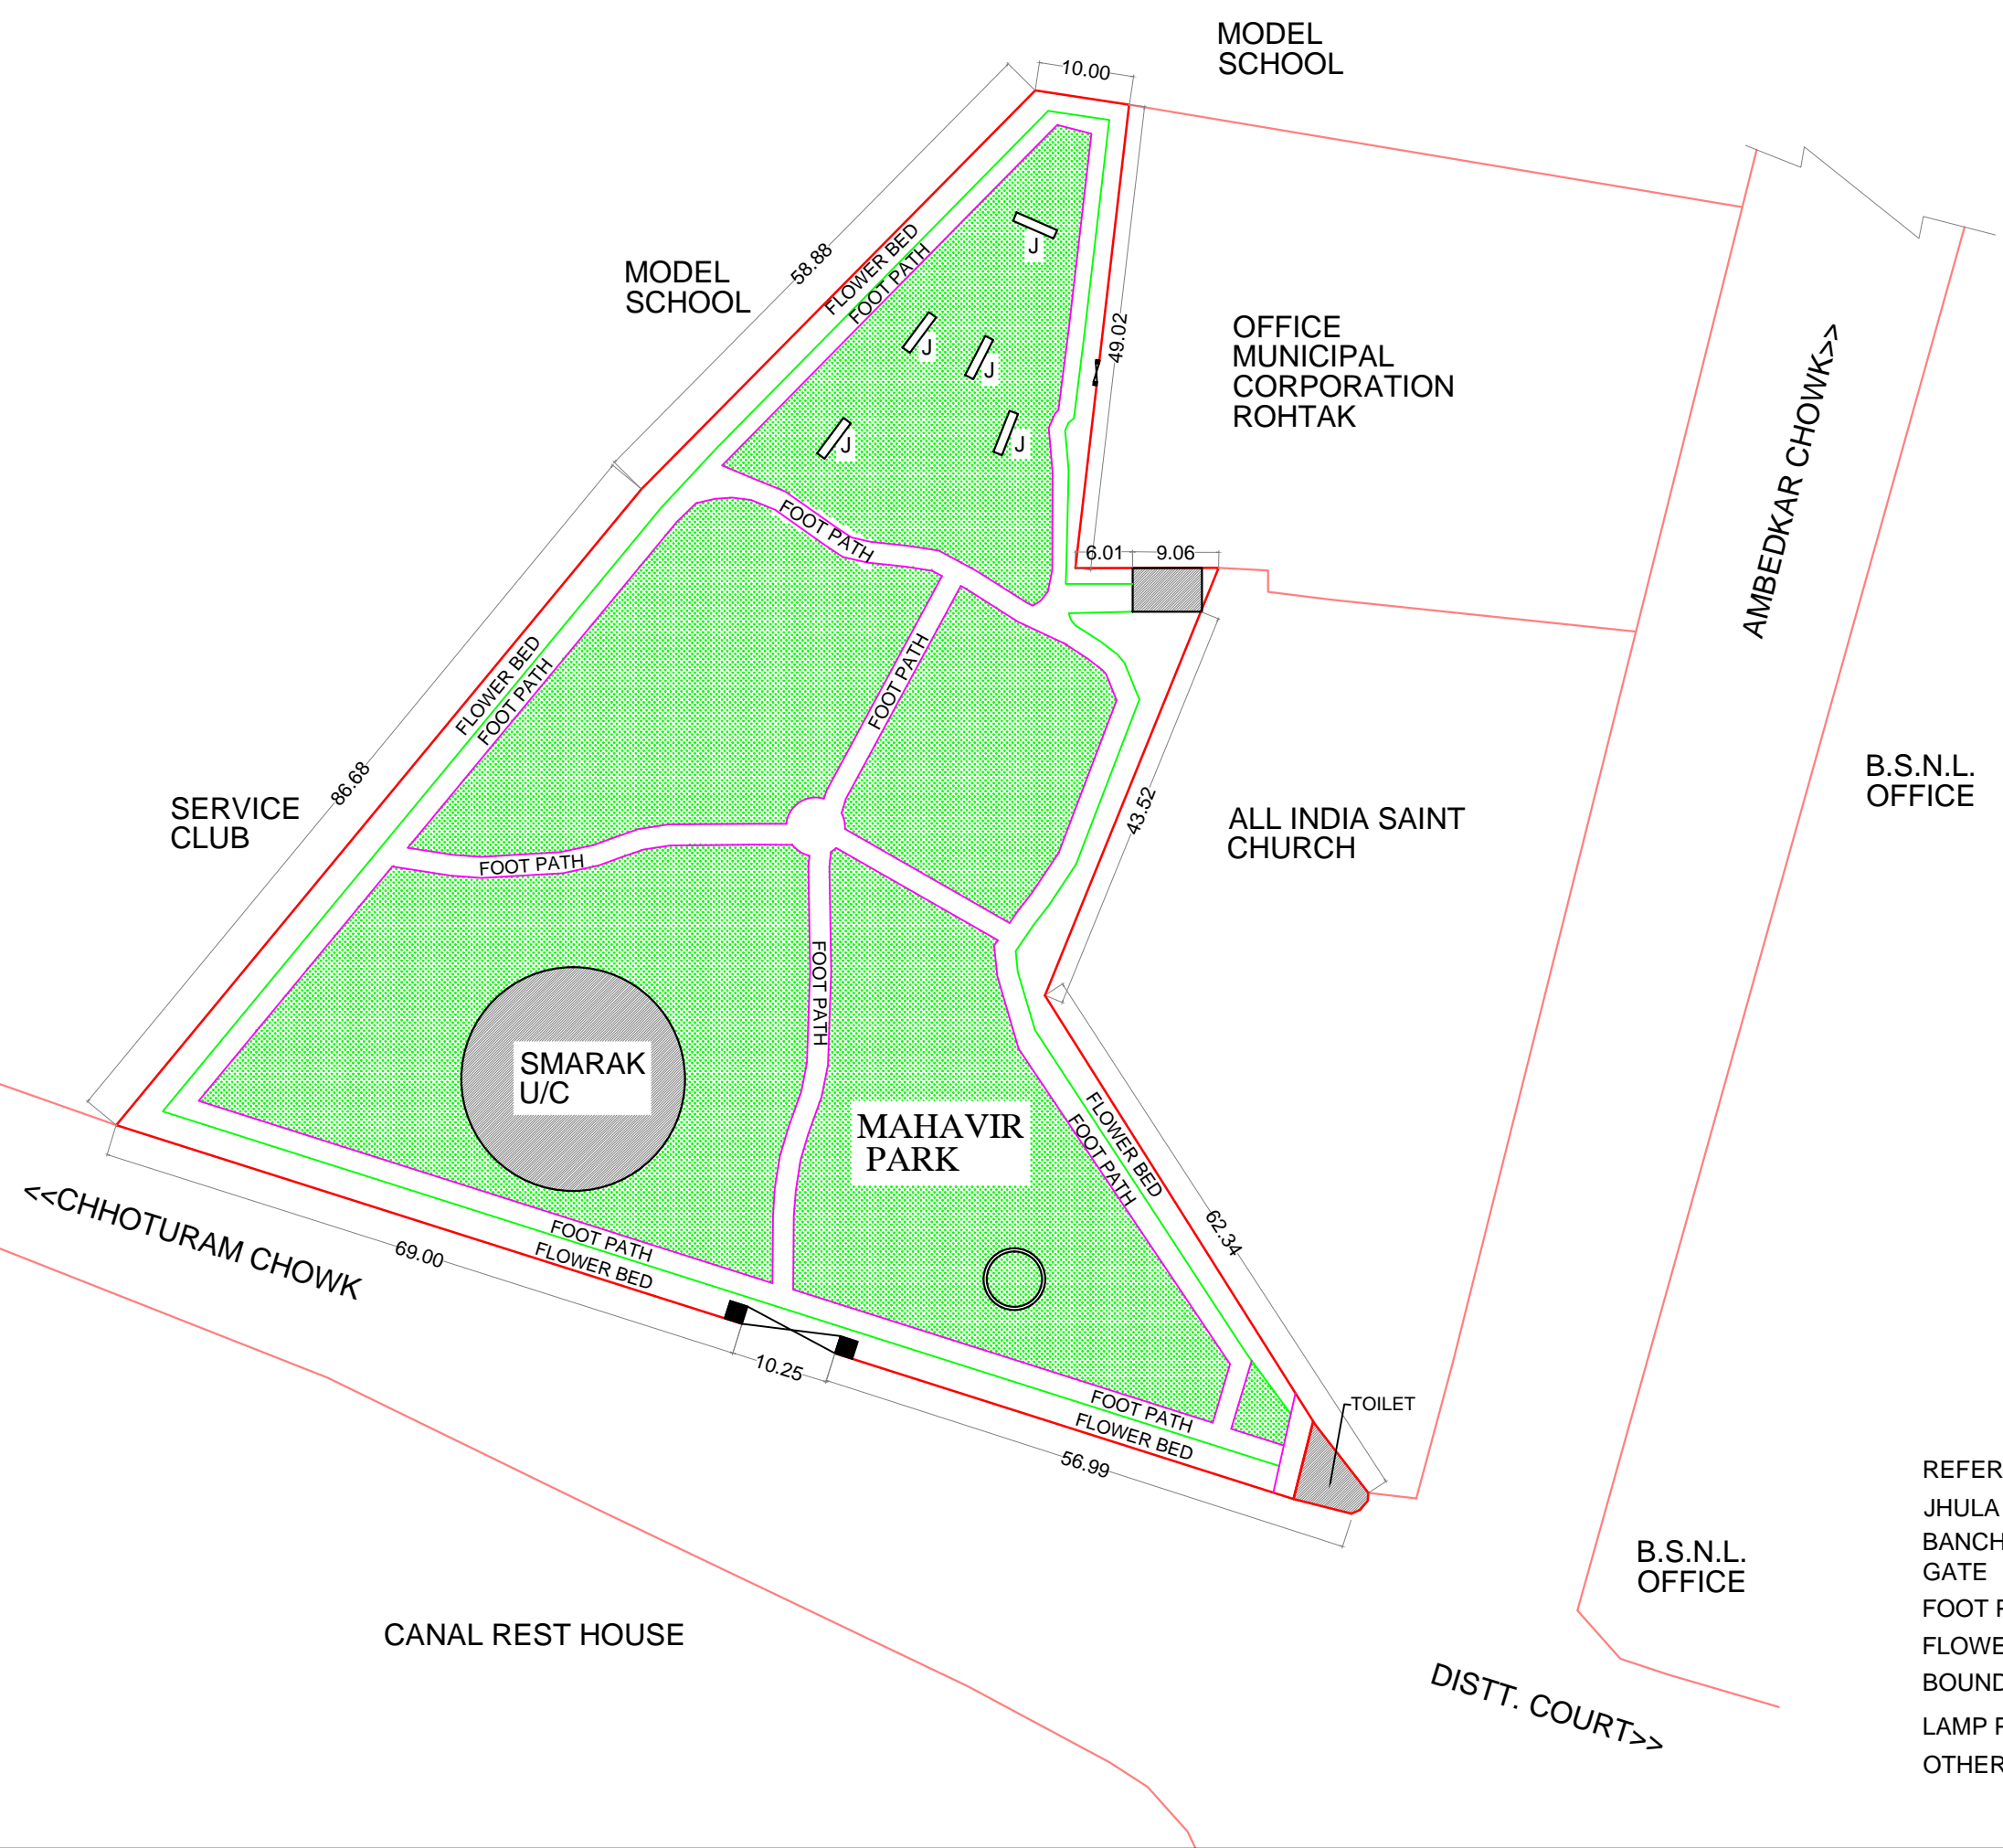 MODEL
SCHOOL
10.00
58.88
FLOWER BED
FOOT PATH
J
MODEL
SCHOOL
49.02
OFFICE
MUNICIPAL
CORPORATION
ROHTAK
J
J
J
J
AMBEDKAR CHOWK>>
FOOT PATH
6.01
9.06
FLOWER BED
FOOT PATH
FOOT PATH
86.68
SERVICE
CLUB
43.52
ALL INDIA SAINT
CHURCH
B.S.N.L.
OFFICE
FOOT PATH
FOOT PATH
SMARAK
U/C
MAHAVIR
PARK
FLOWER BED
FOOT PATH
62.34
<<CHHOTURAM CHOWK
69.00
FOOT PATH
FLOWER BED
10.25
FOOT PATH
FLOWER BED
56.99
TOILET
B.S.N.L.
OFFICE
CANAL REST HOUSE
DISTT. COURT>>
REFER
JHULA
BANCH
GATE
FOOT P
FLOWE
BOUND
LAMP P
OTHER